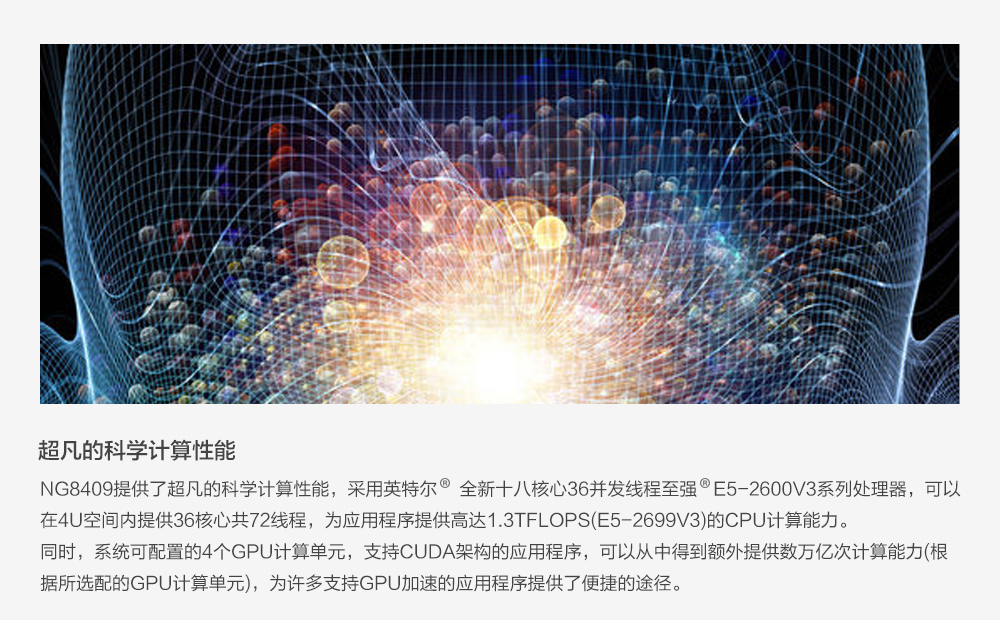 超凡的科学计算性能
NG8409提供了超凡的科学计算性能，采用英特尔® 全新十八核心36并发线程至强®E5-2600V3系列处理器，可以
在4U空间内提供36核心共72线程，为应用程序提供高达1.3TFLOPS(E5-2699V3)的CPU计算能力。
同时，系统可配置的4个GPU计算单元，支持CUDA架构的应用程序，可以从中得到额外提供数万亿次计算能力(根
据所选配的GPU计算单元)，为许多支持GPU加速的应用程序提供了便捷的途径。